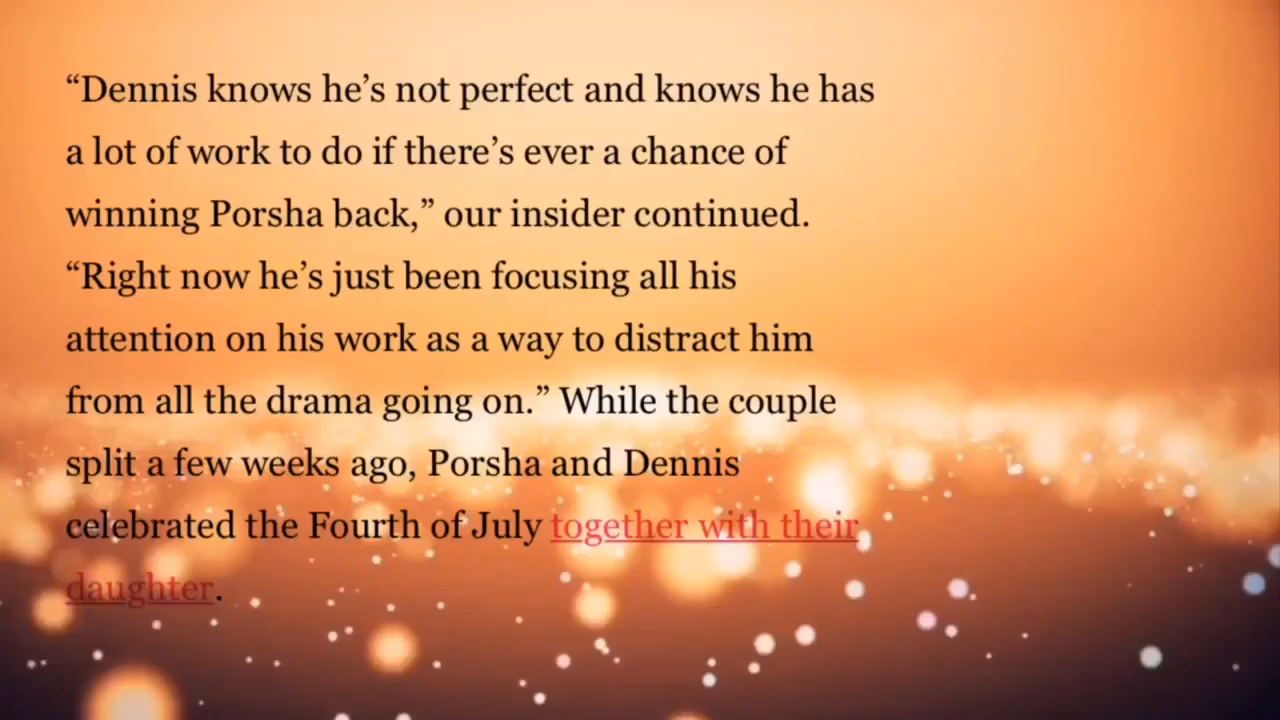 “Dennis knows he’s not perfect and knows he has
a lot of work to do if there’s ever a chance of
winning Porsha back,” our insider continued.
“Right now he’s just been focusing all his
attention on his work as a way to distract him
from all the drama going on.” While the couple
split a few weeks ago, Porsha and Dennis
celebrated the Fourth of July together with their
daughter.